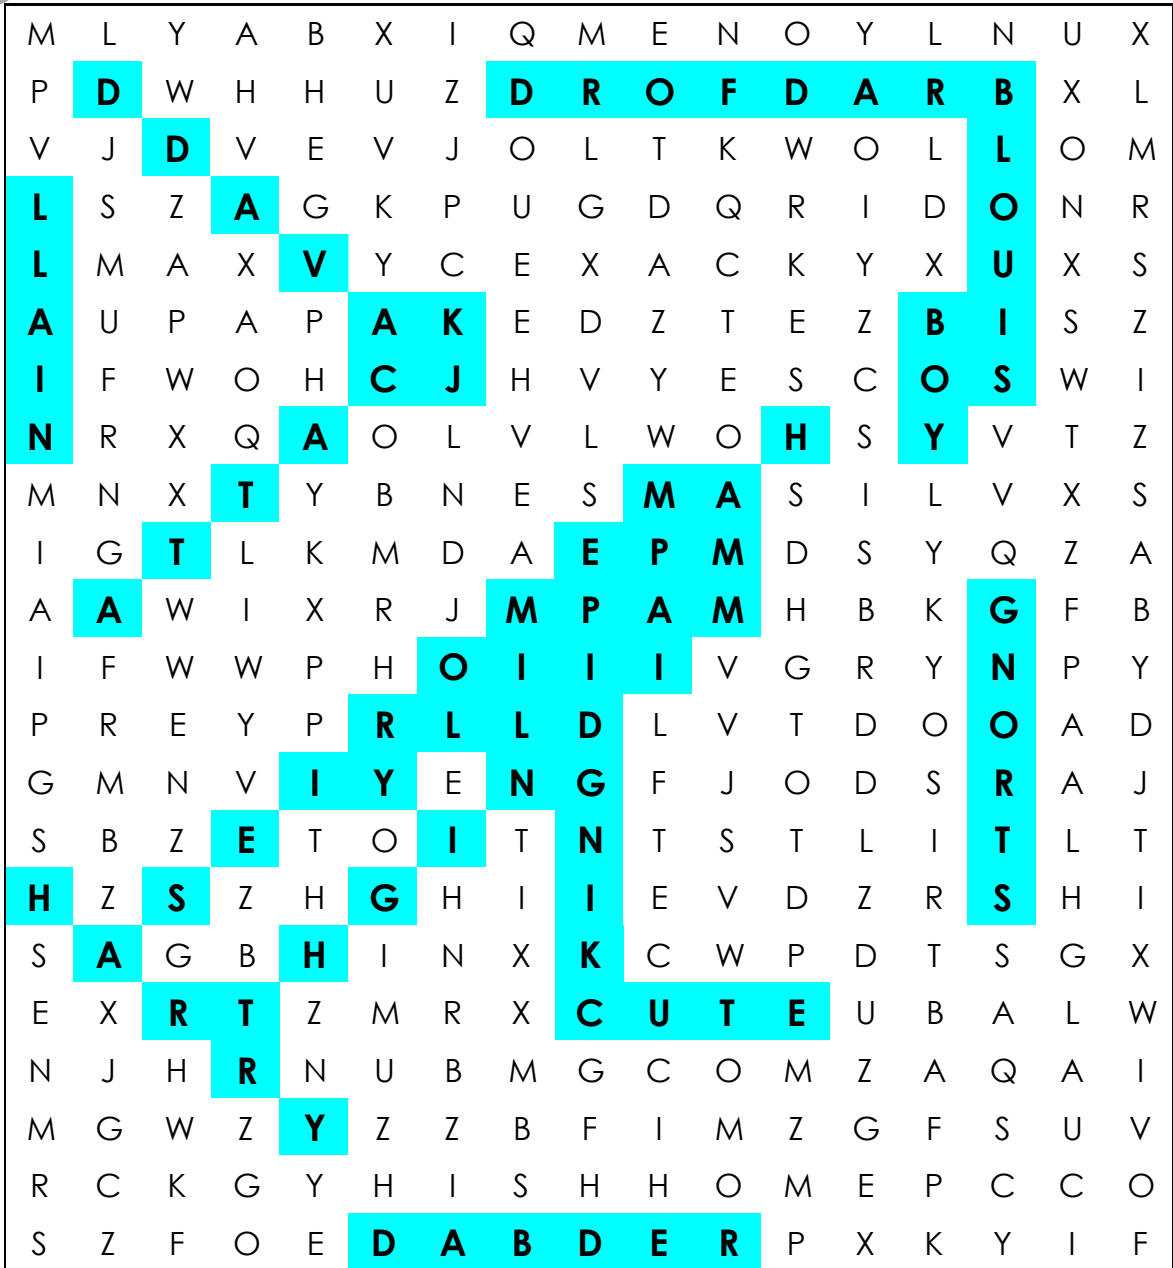 M L Y A B X I Q M E N O Y L N U X
P D W H H U Z D R O F D A R B X L
V J D V E V J O L T K W O L L O M
L S Z A G K P U G D Q R I D O N R
L M A X V Y C E X A C K Y X U X S
A U P A P A K E D Z T E Z B I S Z
I F W O H C J H V Y E S C O S W I
N R X Q A O L V L W O H S Y V T Z
M N X T Y B N E S M A S I L V X S
I G T L K M D A E P M D S Y Q Z A
A A W I X R J M P A M H B K G F B
I F W W P H O I I I V G R Y N P Y
P R E Y P R L L D L V T D O O A D
G M N V I Y E N G F J O D S R A J
S B Z E T O I T N T S T L I T L T
H Z S Z H G H I I E V D Z R S H I
S A G B H I N X K C W P D T S G X
E X R T Z M R X C U T E U B A L W
N J H R N U B M G C O M Z A Q A I
M G W Z Y Z Z B F I M Z G F S U V
R C K G Y H I S H H O M E P C C O
S Z F O E D A B D E R P X K Y I F